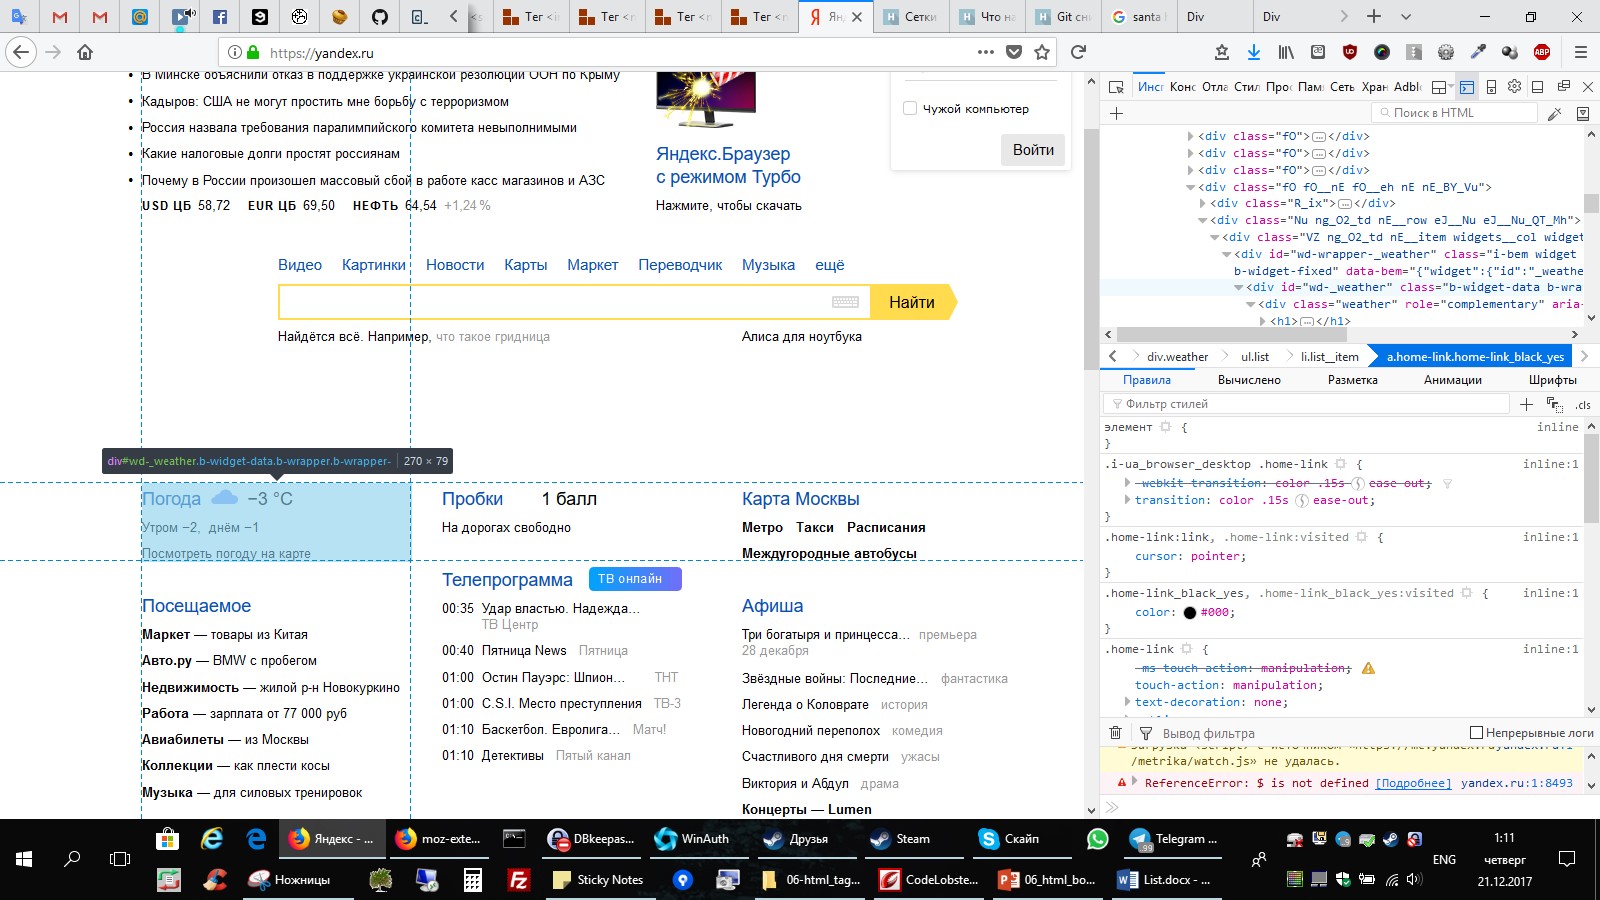 Тег <i
Тег <п
Тег <п
Тег <п
Янд
Сетки
Что на
Git сн
santa
Div
Div
https://yandex.ru
В Минске объяснили отказ в поддержке украинской резолюции ООН по Крыму
Кадыров: США не могут простить мне борьбу с терроризмом
Россия назвала требования паралимпийского комитета невыполнимыми
Какие налоговые долги простят россиянам
Почему в России произошел массовый сбой в работе касс магазинов и АЗС
USD ЦБ 58,72 EUR ЦБ 69,50 НЕФТЬ 64,54 +1,24 %
Яндекс.Браузер
с режимом Турбо
Нажмите, чтобы скачать
Чужой компьютер
Войти
Видео Картинки Новости Карты Маркет Переводчик Музыка ещё
Найти
Найдётся всё. Например, что такое гридница
Алиса для ноутбука
div#wd-_weather.b-widget-data.b-wrapper.b-wrapper- 270 × 79
Погода −3 °C
Утром −2, днём −1
Посмотреть погоду на карте
Пробки 1 балл
На дорогах свободно
Карта Москвы
Метро Такси Расписания
Междугородные автобусы
Посещаемое
Маркет — товары из Китая
Авто.ру — BMW с пробегом
Недвижимость — жилой р-н Новокуркино
Работа — зарплата от 77 000 руб
Авиабилеты — из Москвы
Коллекции — как плести косы
Музыка — для силовых тренировок
Телепрограмма ТВ онлайн
00:35 Удар властью. Надежда…
ТВ Центр
00:40 Пятница News Пятница
01:00 Остин Пауэрс: Шпион… ТНТ
01:00 C.S.I. Место преступления ТВ-3
01:10 Баскетбол. Евролига… Матч!
01:10 Детективы Пятый канал
Афиша
Три богатыря и принцесса… премьера
28 декабря
Звёздные войны: Последние… фантастика
Легенда о Коловрате история
Новогодний переполох комедия
Счастливого дня смерти ужасы
Виктория и Абдул драма
Концерты — Lumen
Инс Конс Отла Стил Прос Пам Сеть Хран Adbl
Поиск в HTML
<div class="fO"></div>
<div class="fO"></div>
<div class="fO"></div>
<div class="fO fO__nE fO__eh nE nE_BY_Vu">
<div class="R_ix"></div>
<div class="Nu ng_O2_td nE__row eJ__Nu eJ__Nu_QT_Mh">
<div class="VZ ng_O2_td nE__item widgets__col widget
<div id="wd-wrapper-_weather" class="i-bem widget
b-widget-fixed" data-bem="{"widget":{"id":"_weathe
<div id="wd-_weather" class="b-widget-data b-wra
<div class="weather" role="complementary" aria-
<h1></h1>
div.weather ul.list li.list__item a.home-link.home-link_black_yes
Правила Вычислено Разметка Анимации Шрифты
Фильтр стилей
.cls
элемент { inline
}
.i-ua_browser_desktop .home-link { inline:1
-webkit-transition: color .15s ease-out;
transition: color .15s ease-out;
}
.home-link:link, .home-link:visited { inline:1
cursor: pointer;
}
.home-link_black_yes, .home-link_black_yes:visited { inline:1
color: #000;
}
.home-link { inline:1
-ms-touch-action: manipulation;
touch-action: manipulation;
text-decoration: none;
Вывод фильтра
Непрерывные логи
/metrika/watch.js» не удалась.
ReferenceError: $ is not defined [Подробнее] yandex.ru:1:8493
Яндекс - ...
moz-exte...
DBkeepas...
WinAuth
Друзья
Steam
Скайп
Telegram ...
99
Ножницы
Sticky Notes
06-html_tag...
CodeLobste...
06_html_bo...
List.docx - ...
ENG
1:11
четверг
21.12.2017